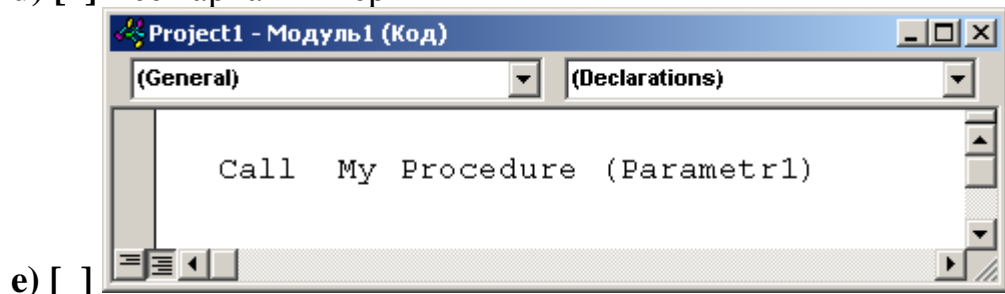 Project1 - Модуль1 (Код)
(General) (Declarations)
Call My Procedure (Parametr1)
e) [ ]